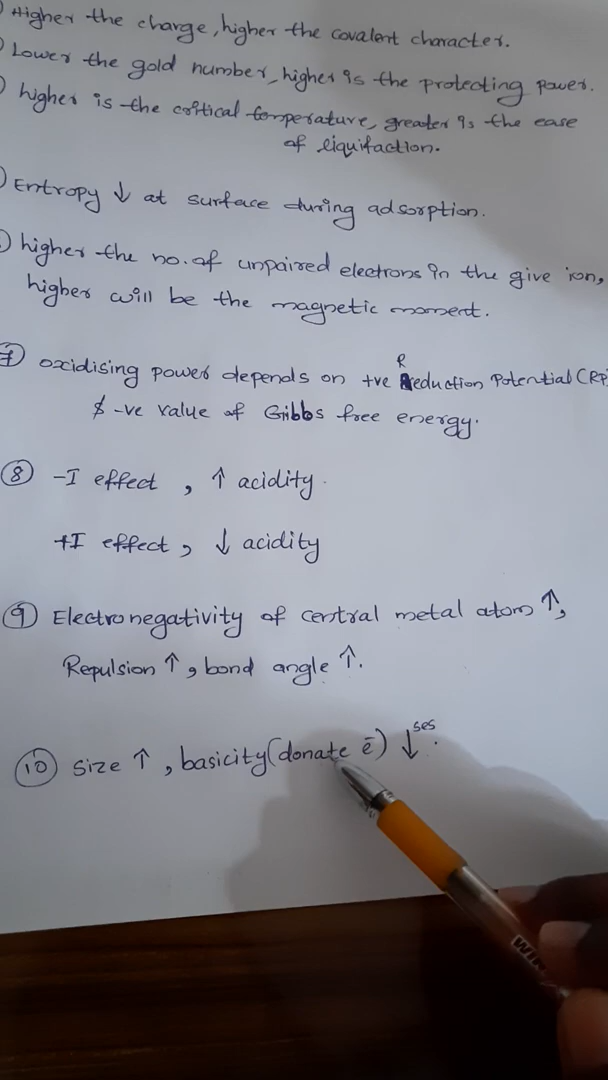 Higher the charge, higher the covalent character.
Lower the gold number, higher is the protecting power.
higher is the critical temperature, greater is the ease
of liquifaction.
Entropy ↓ at surface during adsorption.
higher the no. of unpaired electrons in the give ion,
higher will be the magnetic moment.
⑦ oxidising power depends on +ve Reduction Potential (RP)
& -ve value of Gibbs free energy.
⑧ -I effect, ↑ acidity.
+I effect, ↓ acidity
⑨ Electronegativity of central metal atom ↑,
Repulsion ↑, bond angle ↑.
⑩ size ↑, basicity (donate ē) ↓ses.
WIN